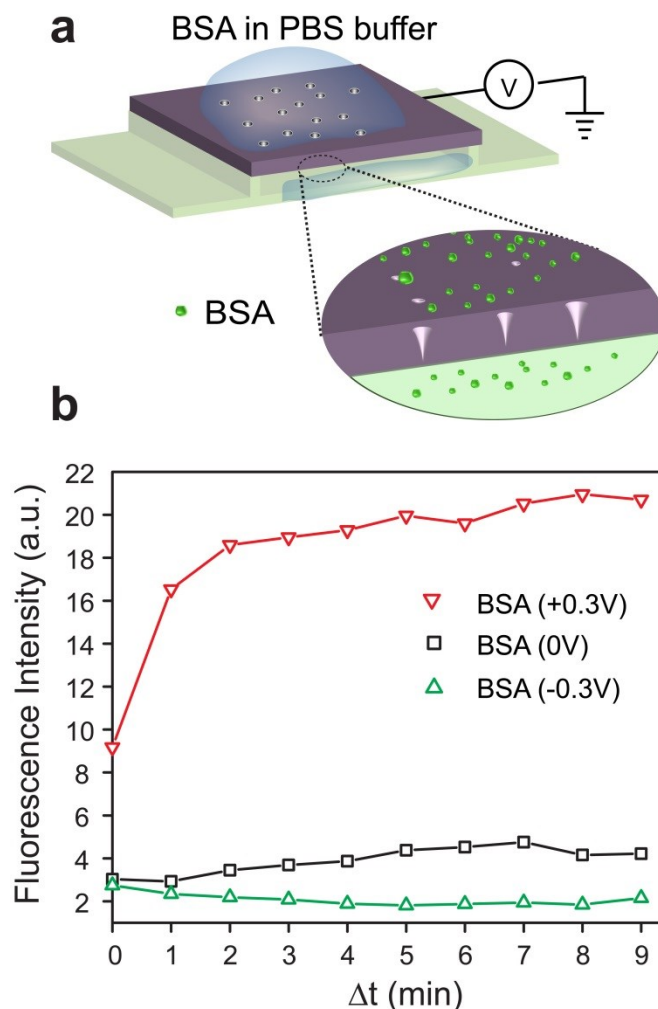 a
BSA in PBS buffer
V
BSA
b
Fluorescence Intensity (a.u.)
22
20
18
16
14
12
10
8
6
4
2
BSA (+0.3V)
BSA (0V)
BSA (-0.3V)
0 1 2 3 4 5 6 7 8 9
Δt (min)